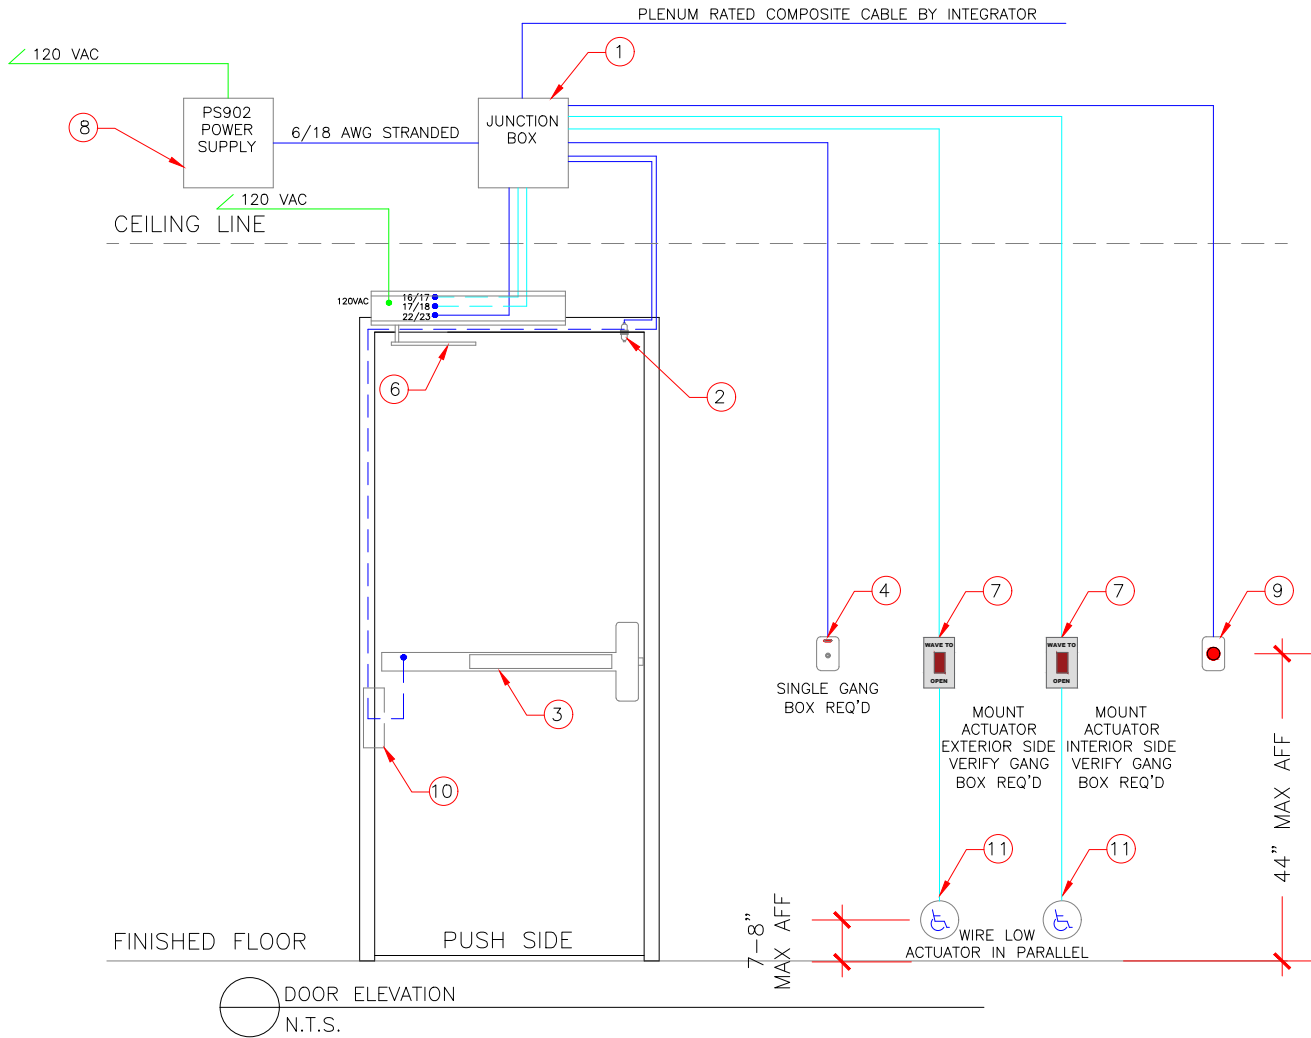 PLENUM RATED COMPOSITE CABLE BY INTEGRATOR
120 VAC
1
PS902
POWER
SUPPLY
8
6/18 AWG STRANDED
JUNCTION
BOX
120 VAC
CEILING LINE
120VAC
16/17
17/18
22/23
6
2
4
7
7
9
WAVE TO
OPEN
WAVE TO
OPEN
SINGLE GANG
BOX REQ'D
3
MOUNT
ACTUATOR
EXTERIOR SIDE
VERIFY GANG
BOX REQ'D
MOUNT
ACTUATOR
INTERIOR SIDE
VERIFY GANG
BOX REQ'D
10
44" MAX AFF
11
11
7-8"
MAX AFF
WIRE LOW
ACTUATOR IN PARALLEL
FINISHED FLOOR
PUSH SIDE
DOOR ELEVATION
N.T.S.